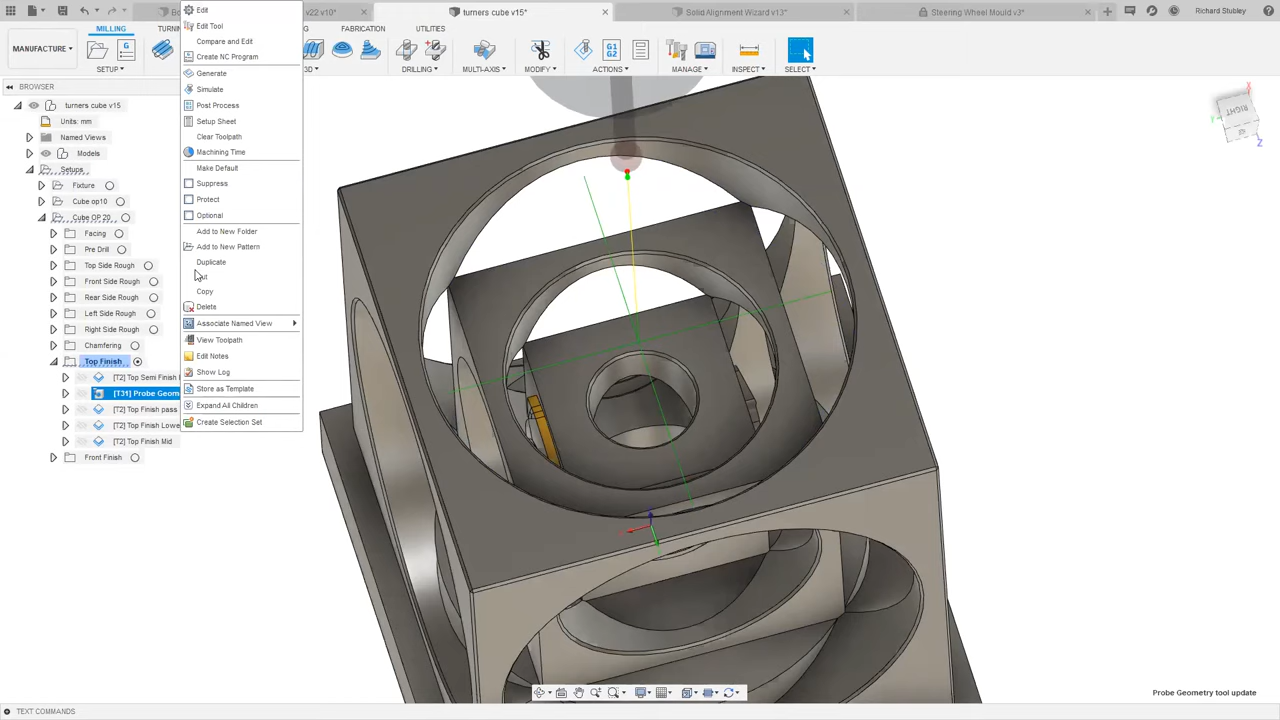 v22 v10*
turners cube v15*
Solid Alignment Wizard v13*
Steering Wheel Mould v3*
Richard Stubley
MILLING
FABRICATION
UTILITIES
MANUFACTURE
SETUP
3D
DRILLING
MULTI-AXIS
MODIFY
ACTIONS
MANAGE
INSPECT
SELECT
G1
G2
BROWSER
turners cube v15
Units: mm
Named Views
Models
Setups
Fixture
Cube op10
Cube OP 20
Facing
Pre Drill
Top Side Rough
Front Side Rough
Rear Side Rough
Left Side Rough
Right Side Rough
Chamfering
Top Finish
[T2] Top Semi Finish
[T31] Probe Geom
[T2] Top Finish pass
[T2] Top Finish Lowe
[T2] Top Finish Mid
Front Finish
Edit
Edit Tool
Compare and Edit
Create NC Program
Generate
Simulate
Post Process
Setup Sheet
Clear Toolpath
Machining Time
Make Default
Suppress
Protect
Optional
Add to New Folder
Add to New Pattern
Duplicate
Cut
Copy
Delete
Associate Named View
View Toolpath
Edit Notes
Show Log
Store as Template
Expand All Children
Create Selection Set
RIGHT
X
Y
Z
Probe Geometry tool update
TEXT COMMANDS